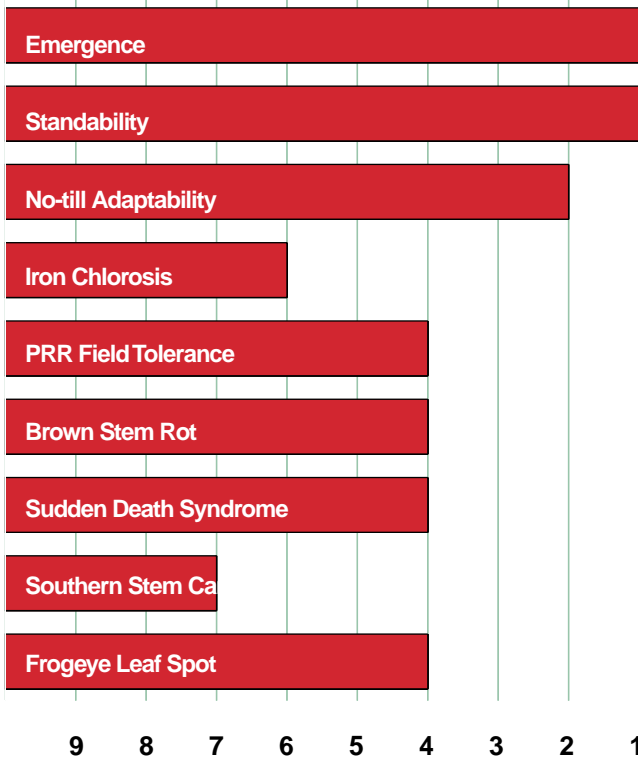 Emergence
Standability
No-till Adaptability
Iron Chlorosis
PRR Field Tolerance
Brown Stem Rot
Sudden Death Syndrome
Southern Stem Ca
Frogeye Leaf Spot
9 8 7 6 5 4 3 2 1